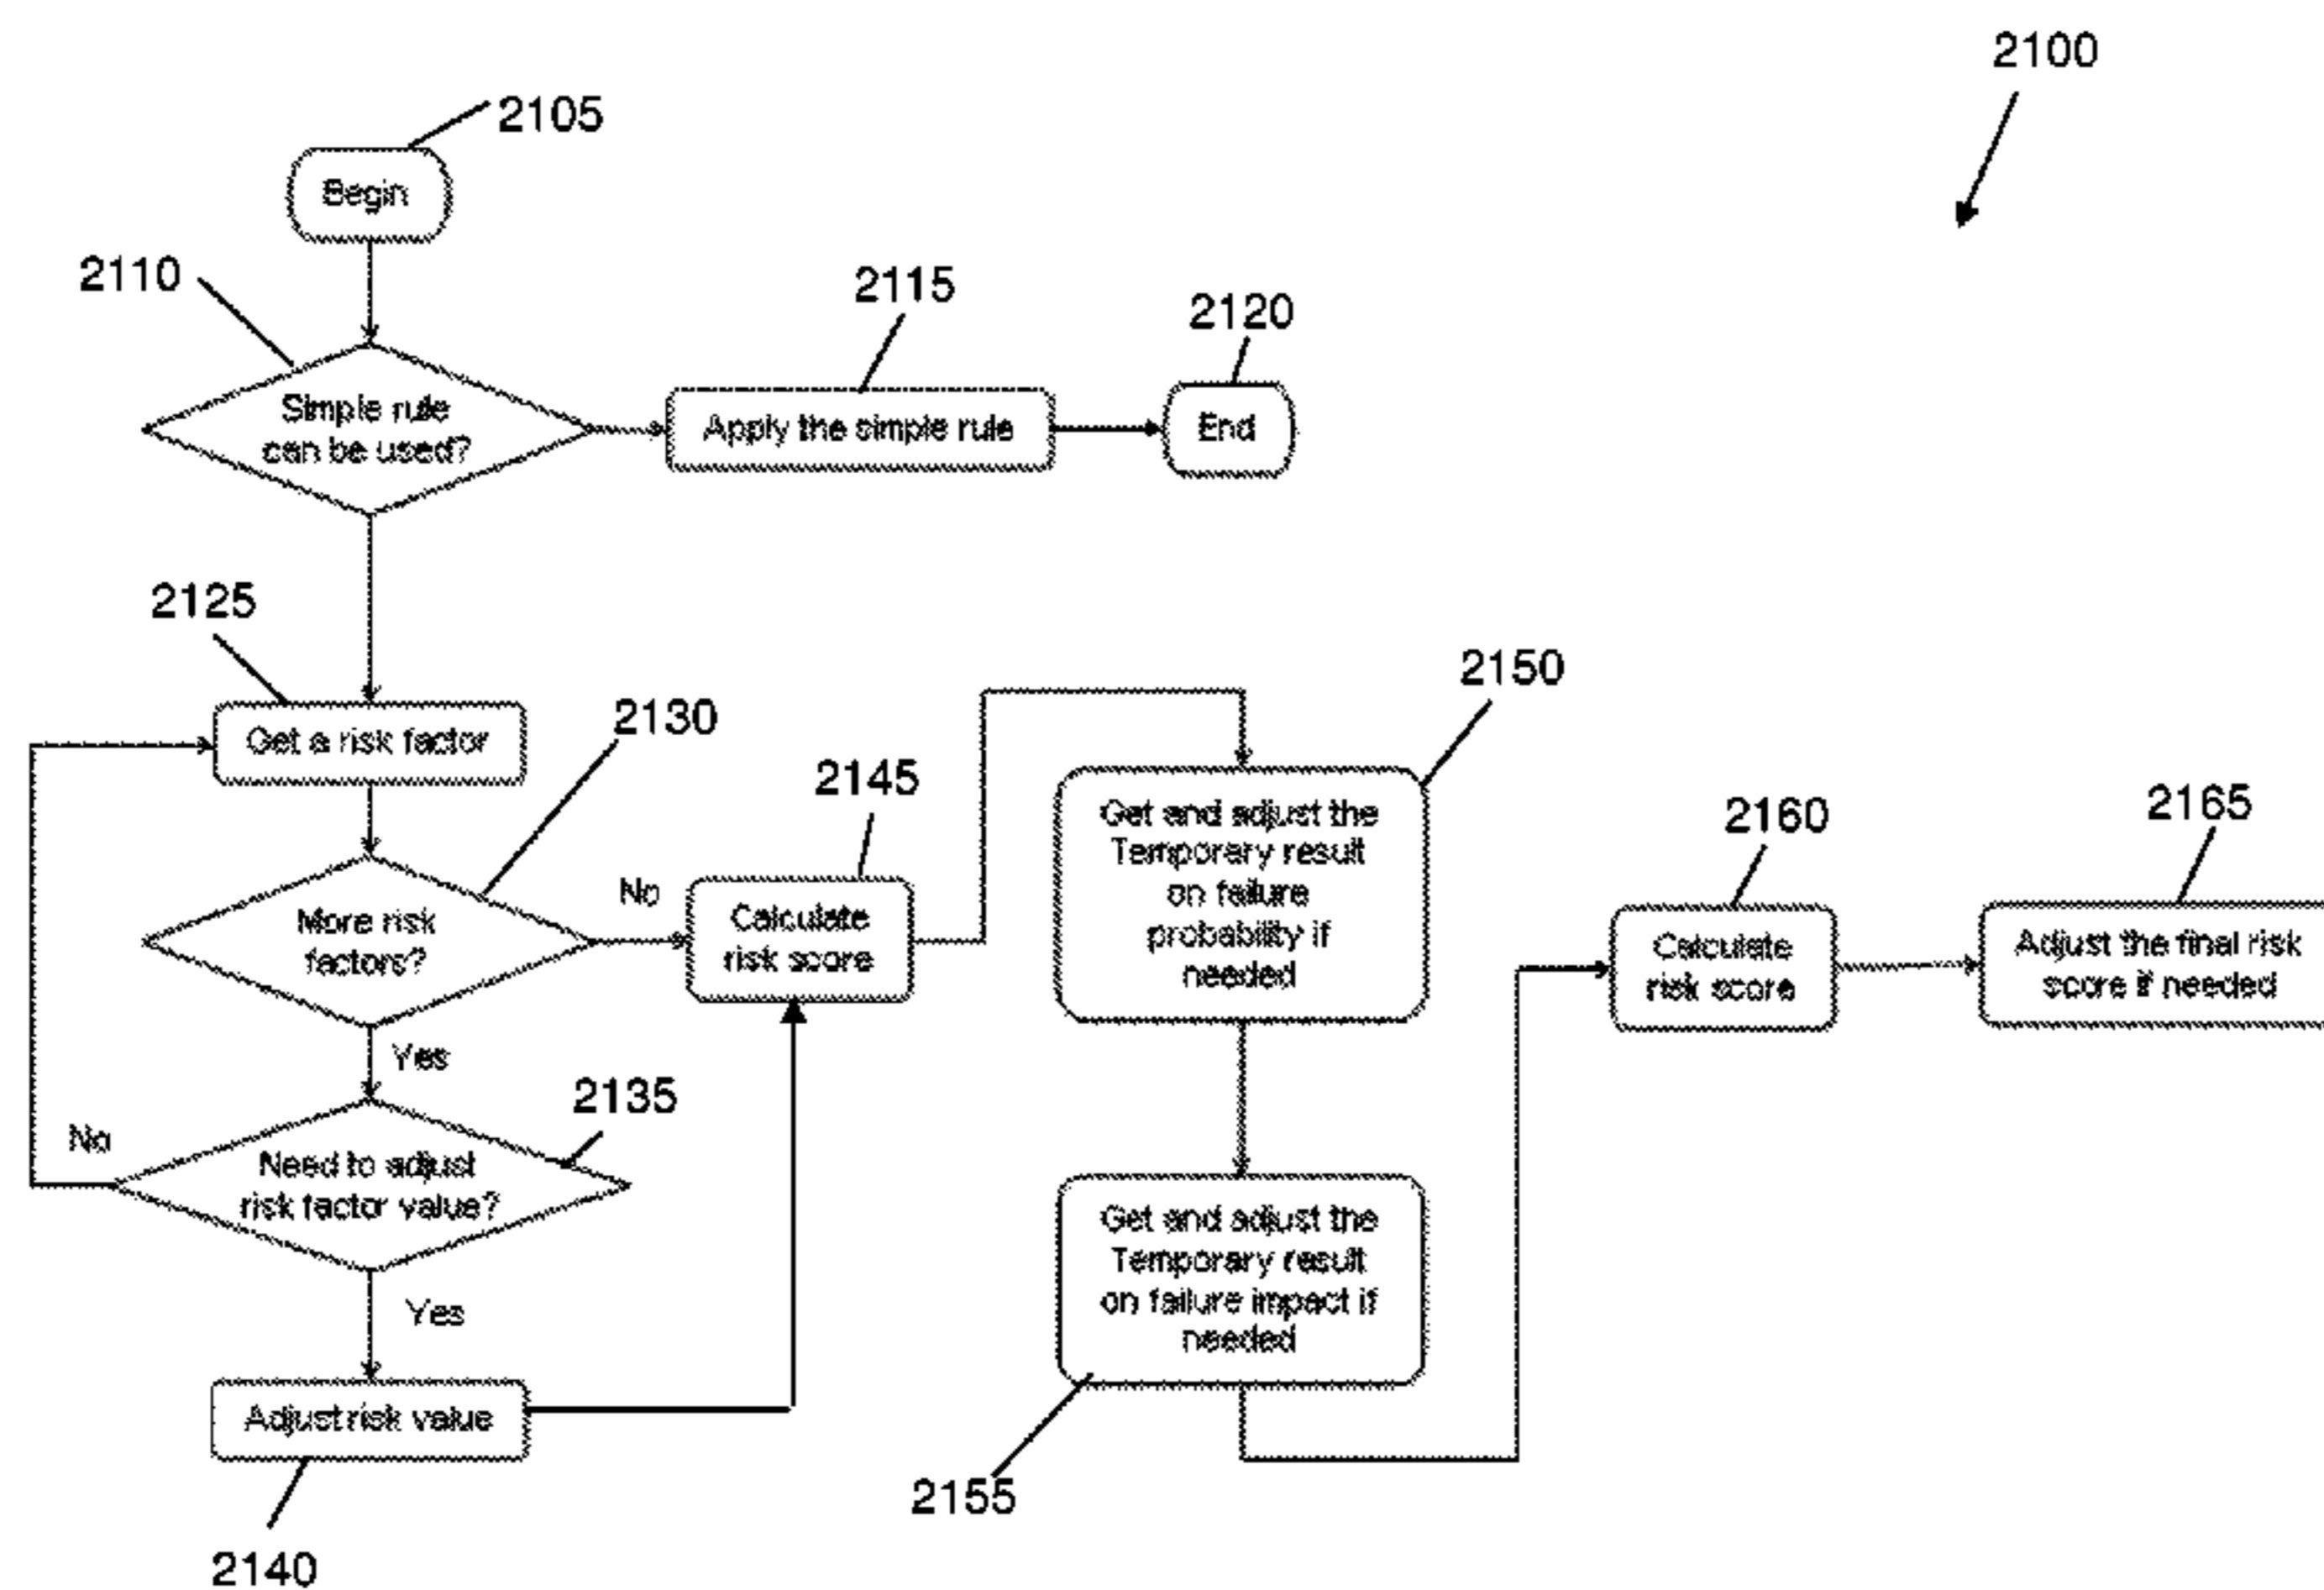 2100
2105
Begin
2110
Simple rule
can be used?
2115
Apply the simple rule
2120
End
2125
Get a risk factor
2130
More risk
factors?
No
Yes
2135
Need to adjust
risk factor value?
No
Yes
2140
Adjust risk value
2145
Calculate
risk score
2150
Get and adjust the
Temporary result
on failure
probability if
needed
2155
Get and adjust the
Temporary result
on failure impact if
needed
2160
Calculate
risk score
2165
Adjust the final risk
score if needed